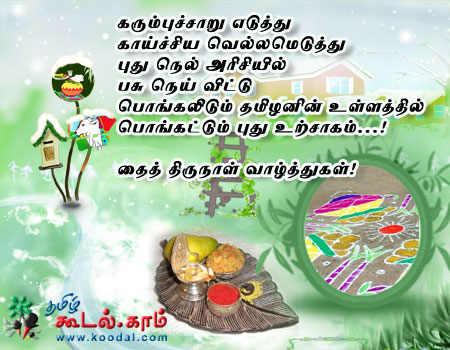 கரும்புச்சாறு எடுத்து
காய்ச்சிய வெல்லமெடுத்து
புது நெல் அரிசியில்
பசு நெய் விட்டு
பொங்கலிடும் தமிழனின் உள்ளத்தில்
பொங்கட்டும் புது உற்சாகம்...!
தைத் திருநாள் வாழ்த்துகள்!
தமிழ்
கூடல்.காம்
www.koodal.com